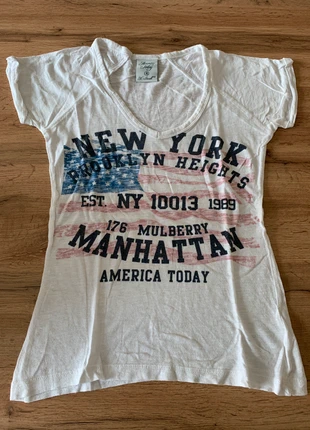 NEW YORK
BROOKLYN HEIGHTS
EST. NY 10013 1989
176 MULBERRY
MANHATTAN
AMERICA TODAY